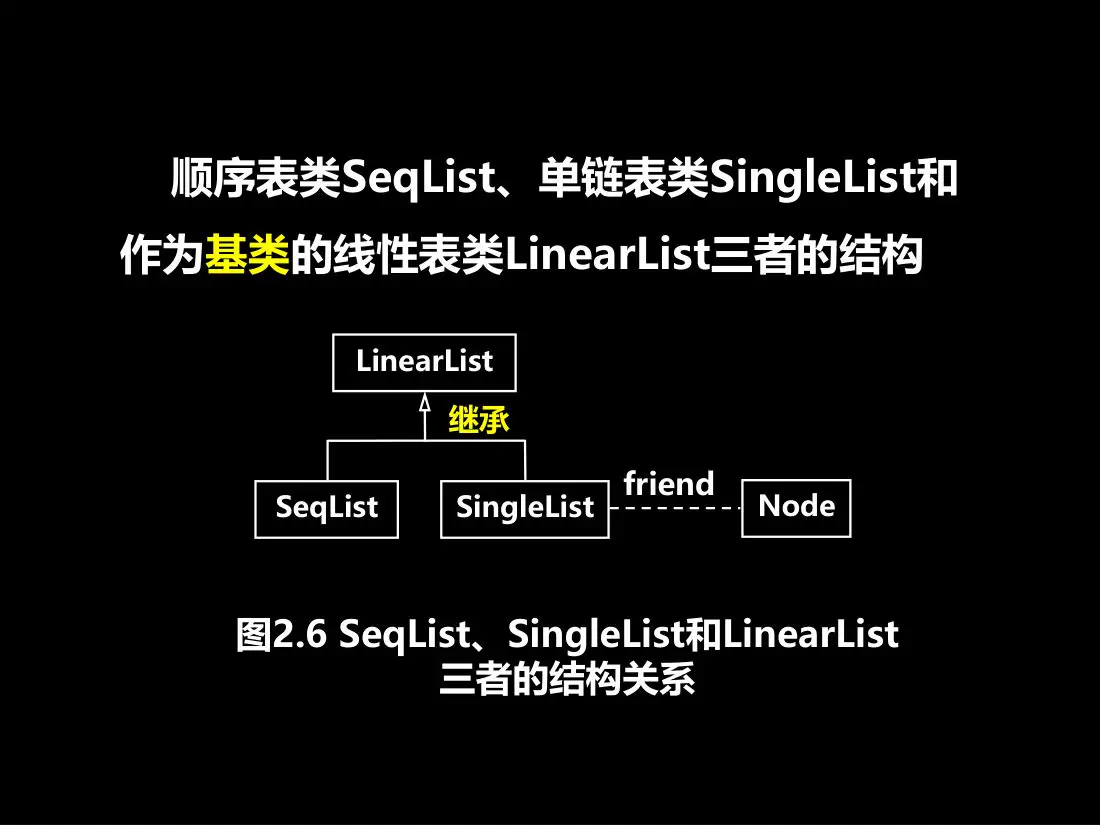 顺序表类SeqList、单链表类SingleList和
作为基类的线性表类LinearList三者的结构
LinearList
继承
SeqList
SingleList
friend
Node
图2.6 SeqList、SingleList和LinearList
三者的结构关系